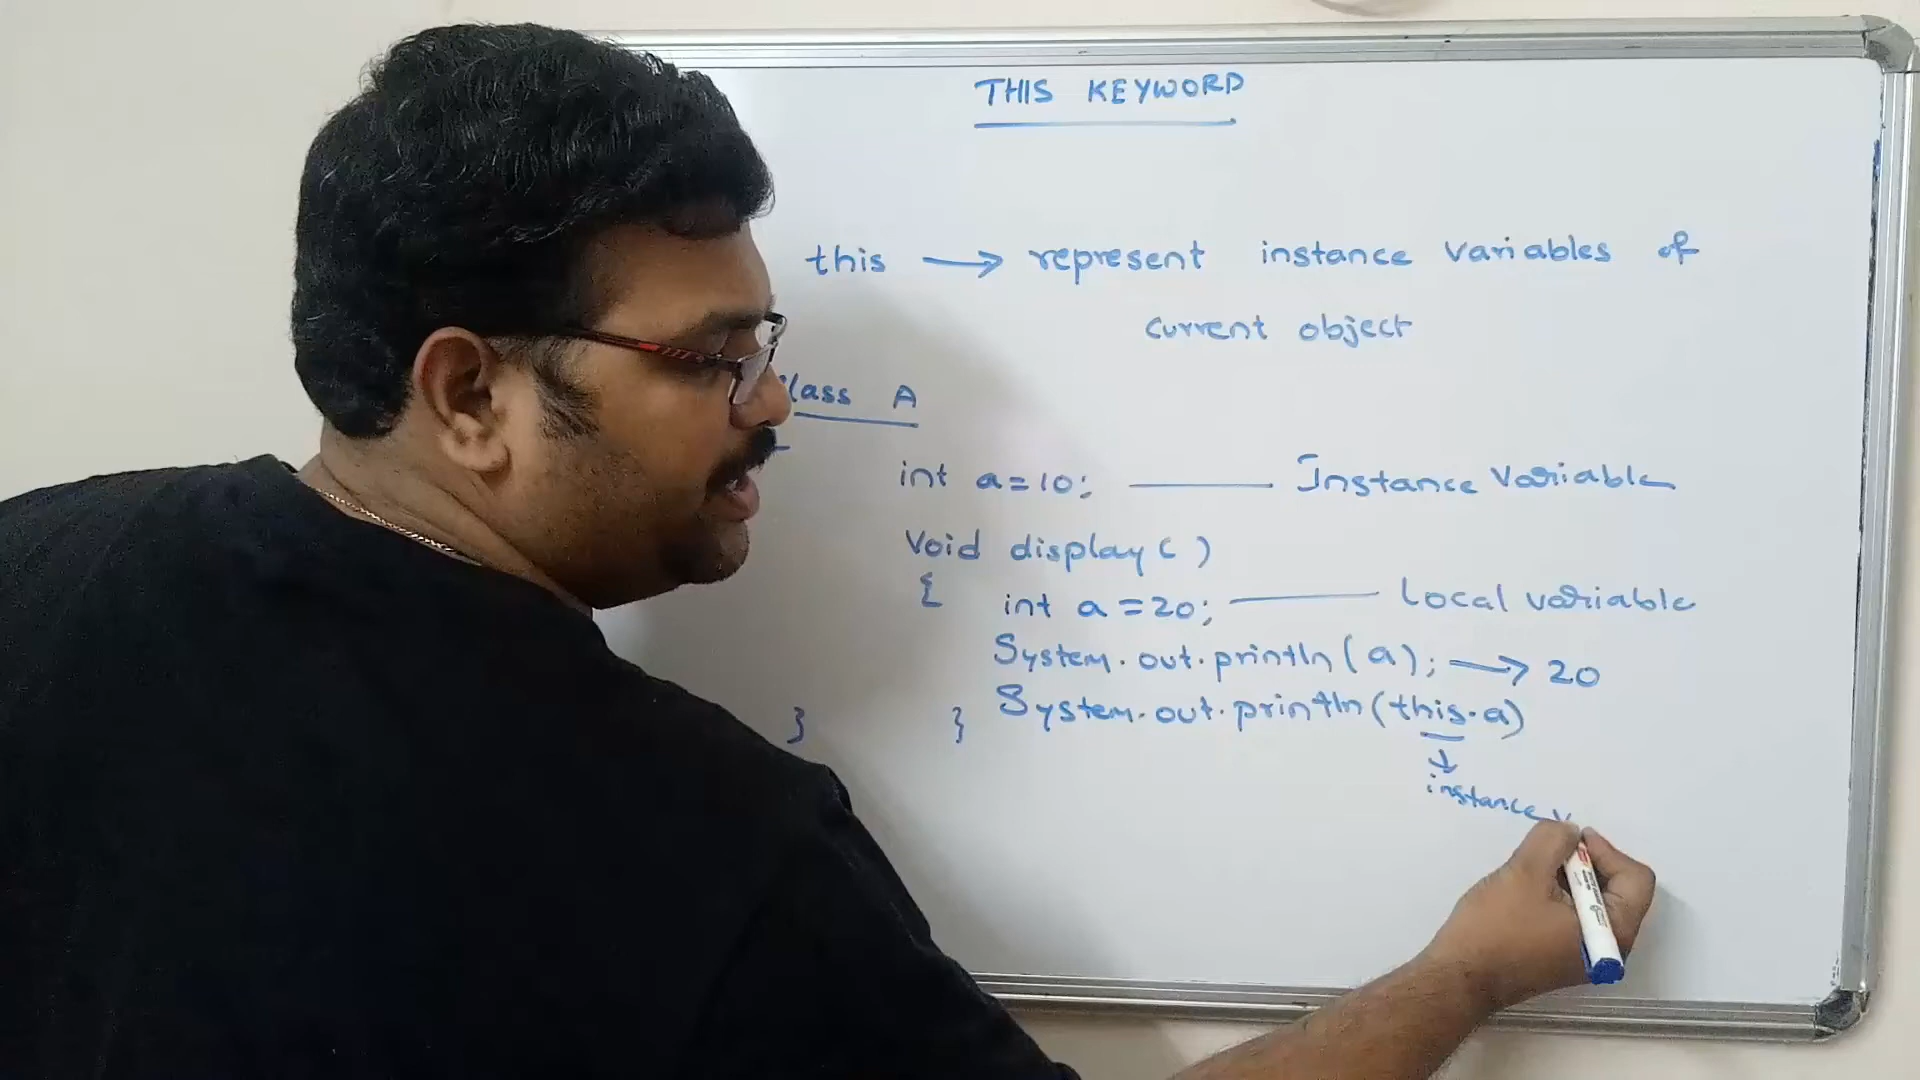 THIS KEYWORD
this → represent instance variables of
current object
class A
int a=10; —— Instance Variable
void display( )
{ int a=20; —— Local variable
System.out.println(a); → 20
System.out.println(this.a)
} }
↓
instance v